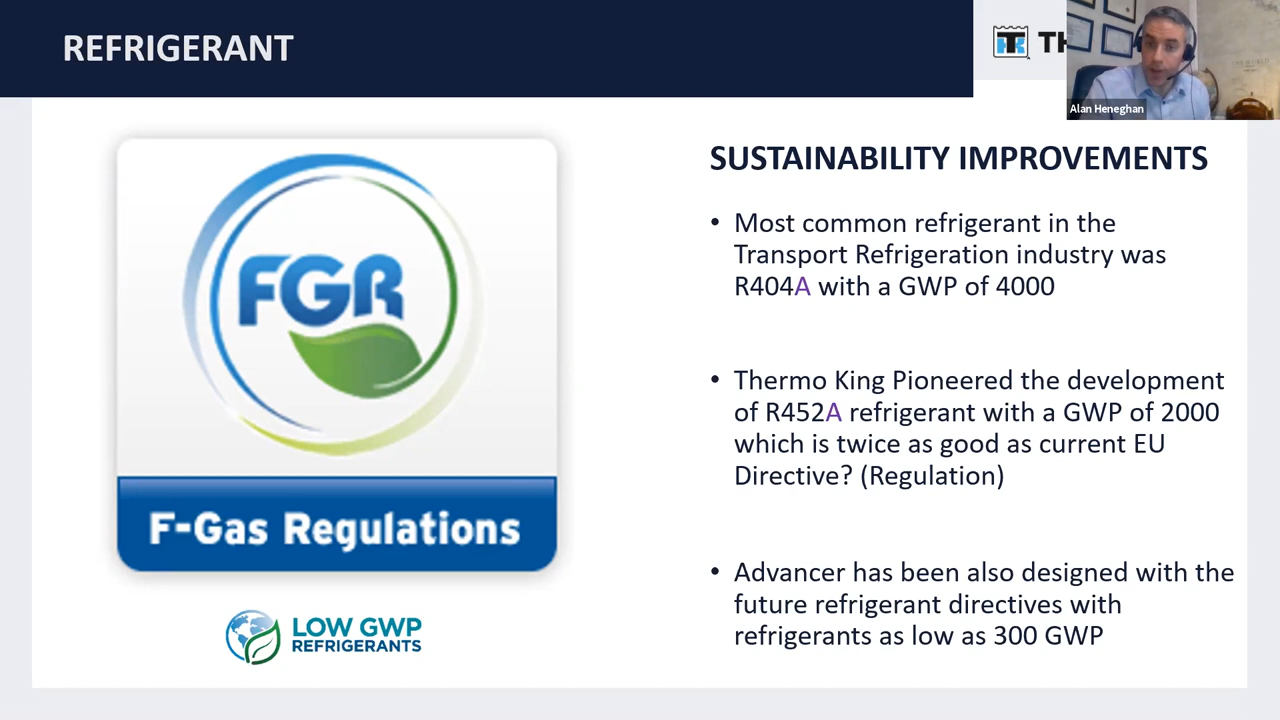 REFRIGERANT
TH
Alan Heneghan
SUSTAINABILITY IMPROVEMENTS
• Most common refrigerant in the
Transport Refrigeration industry was
R404A with a GWP of 4000
• Thermo King Pioneered the development
of R452A refrigerant with a GWP of 2000
which is twice as good as current EU
Directive? (Regulation)
• Advancer has been also designed with the
future refrigerant directives with
refrigerants as low as 300 GWP
FGR
F-Gas Regulations
LOW GWP
REFRIGERANTS